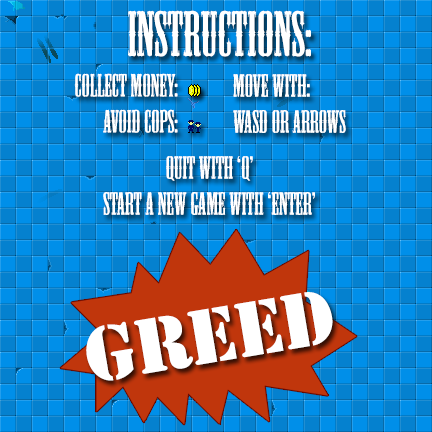 INSTRUCTIONS:
COLLECT MONEY: MOVE WITH:
AVOID COPS: WASD OR ARROWS
QUIT WITH ‘Q’
START A NEW GAME WITH ‘ENTER’
GREED